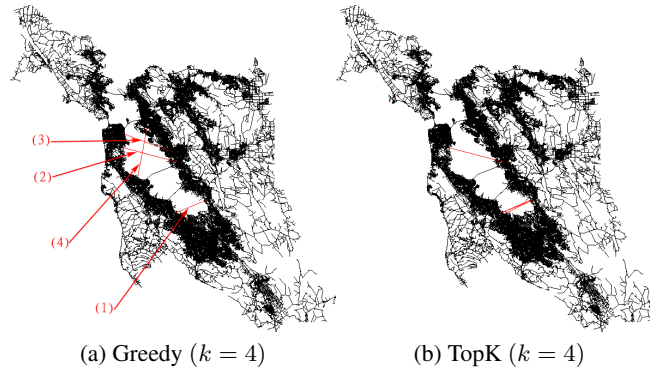 (3)
(2)
(4)
(1)
(a) Greedy (k = 4)
(b) TopK (k = 4)